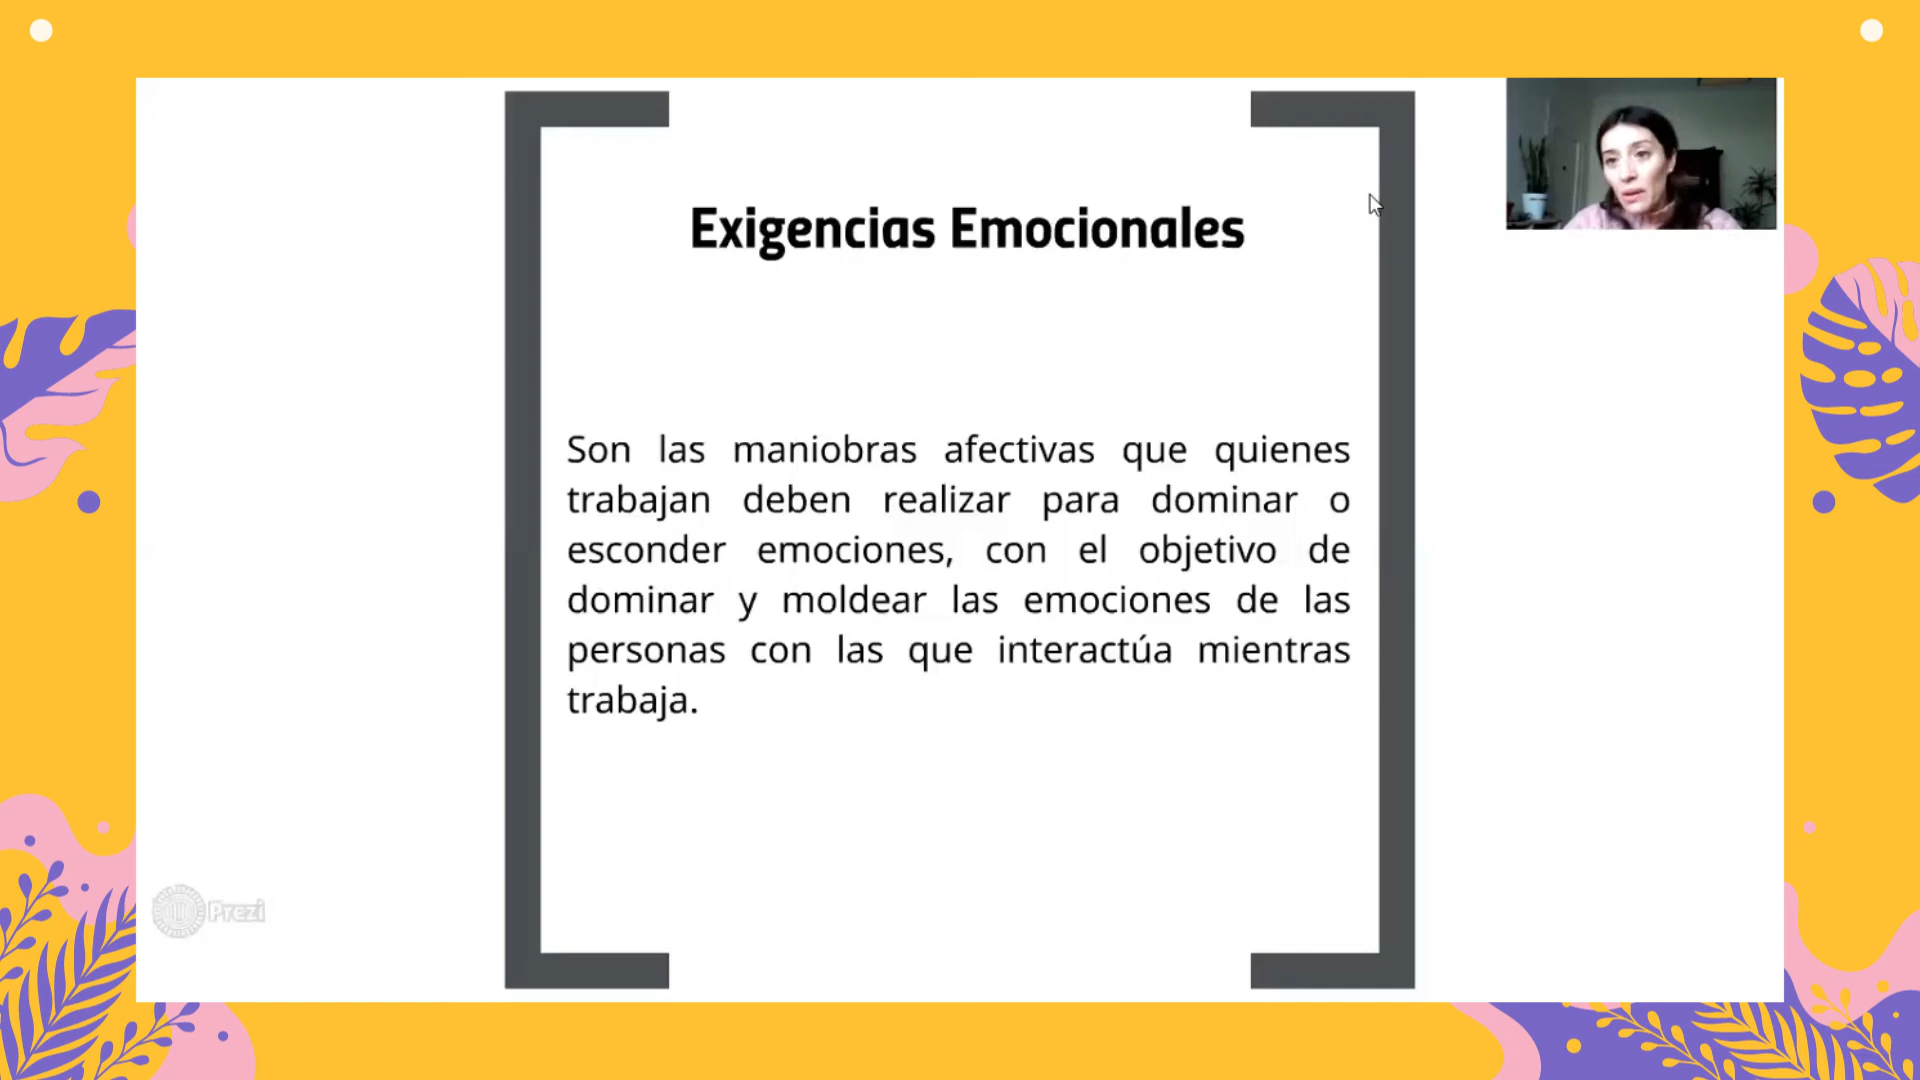 Exigencias Emocionales
Son las maniobras afectivas que quienes
trabajan deben realizar para dominar o
esconder emociones, con el objetivo de
dominar y moldear las emociones de las
personas con las que interactúa mientras
trabaja.
Prezi